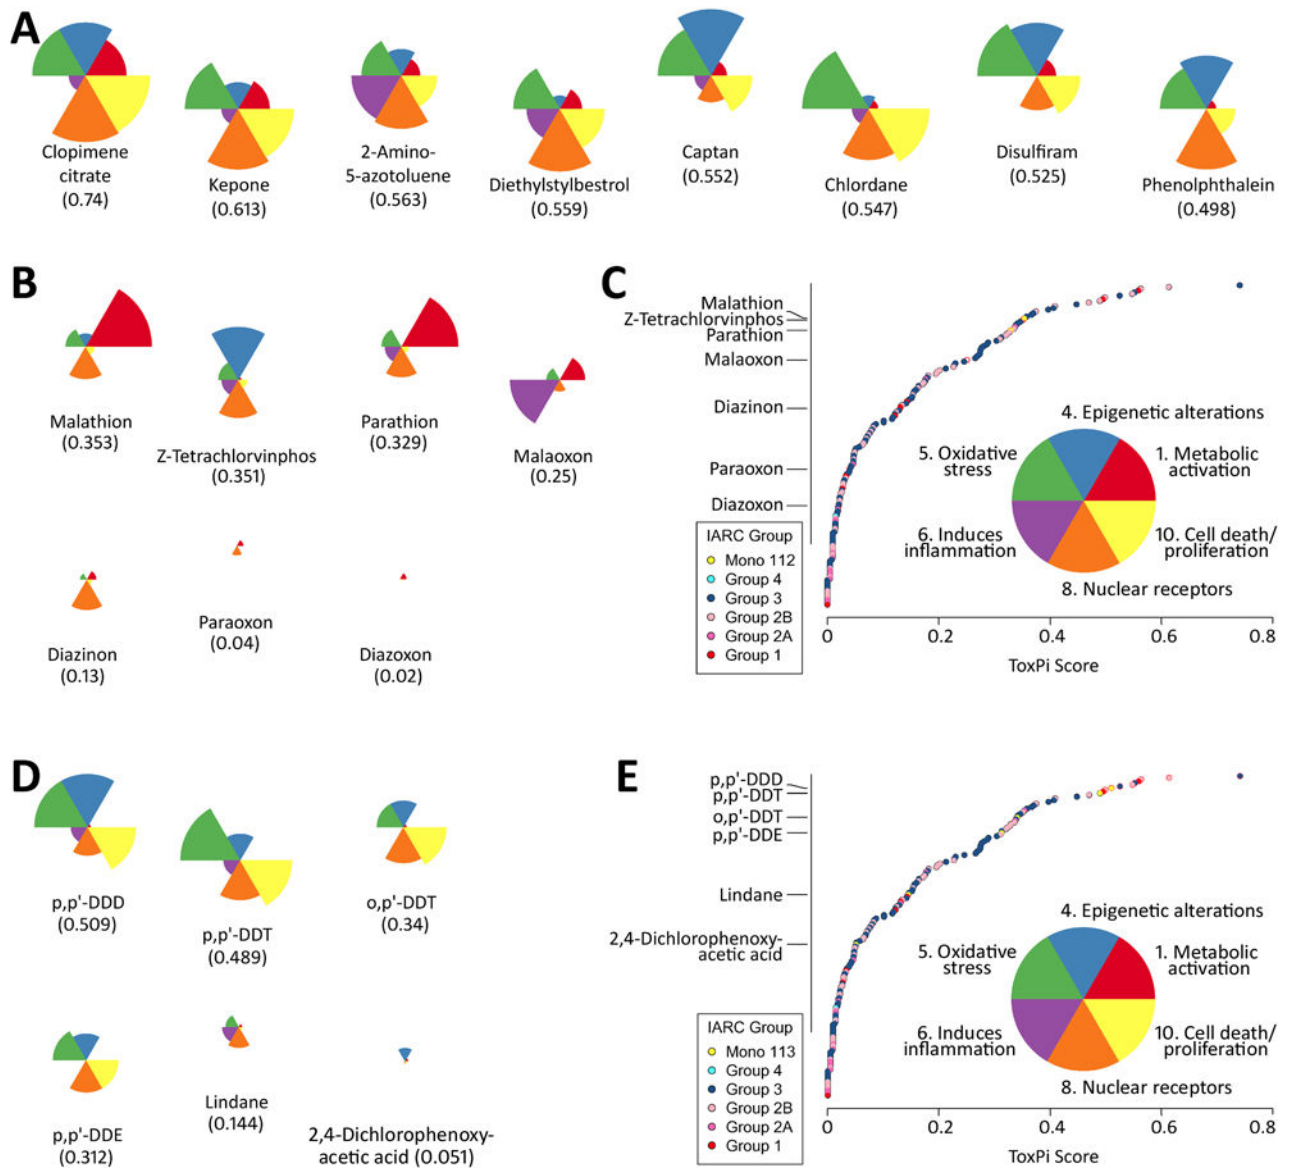 A
Clopimene
citrate
(0.74)
Kepone
(0.613)
2-Amino-
5-azotoluene
(0.563)
Diethylstylbestrol
(0.559)
Captan
(0.552)
Chlordane
(0.547)
Disulfiram
(0.525)
Phenolphthalein
(0.498)
B
Malathion
(0.353)
Z-Tetrachlorvinphos
(0.351)
Parathion
(0.329)
Malaoxon
(0.25)
Diazinon
(0.13)
Paraoxon
(0.04)
Diazoxon
(0.02)
C
Malathion
Z-Tetrachlorvinphos
Parathion
Malaoxon
Diazinon
Paraoxon
Diazoxon
4. Epigenetic alterations
5. Oxidative
stress
1. Metabolic
activation
6. Induces
inflammation
10. Cell death/
proliferation
8. Nuclear receptors
IARC Group
Mono 112
Group 4
Group 3
Group 2B
Group 2A
Group 1
0 0.2 0.4 0.6 0.8
ToxPi Score
D
p,p'-DDD
(0.509)
p,p'-DDT
(0.489)
o,p'-DDT
(0.34)
p,p'-DDE
(0.312)
Lindane
(0.144)
2,4-Dichlorophenoxy-
acetic acid (0.051)
E
p,p'-DDD
p,p'-DDT
o,p'-DDT
p,p'-DDE
Lindane
2,4-Dichlorophenoxy-
acetic acid
4. Epigenetic alterations
5. Oxidative
stress
1. Metabolic
activation
6. Induces
inflammation
10. Cell death/
proliferation
8. Nuclear receptors
IARC Group
Mono 113
Group 4
Group 3
Group 2B
Group 2A
Group 1
0 0.2 0.4 0.6 0.8
ToxPi Score